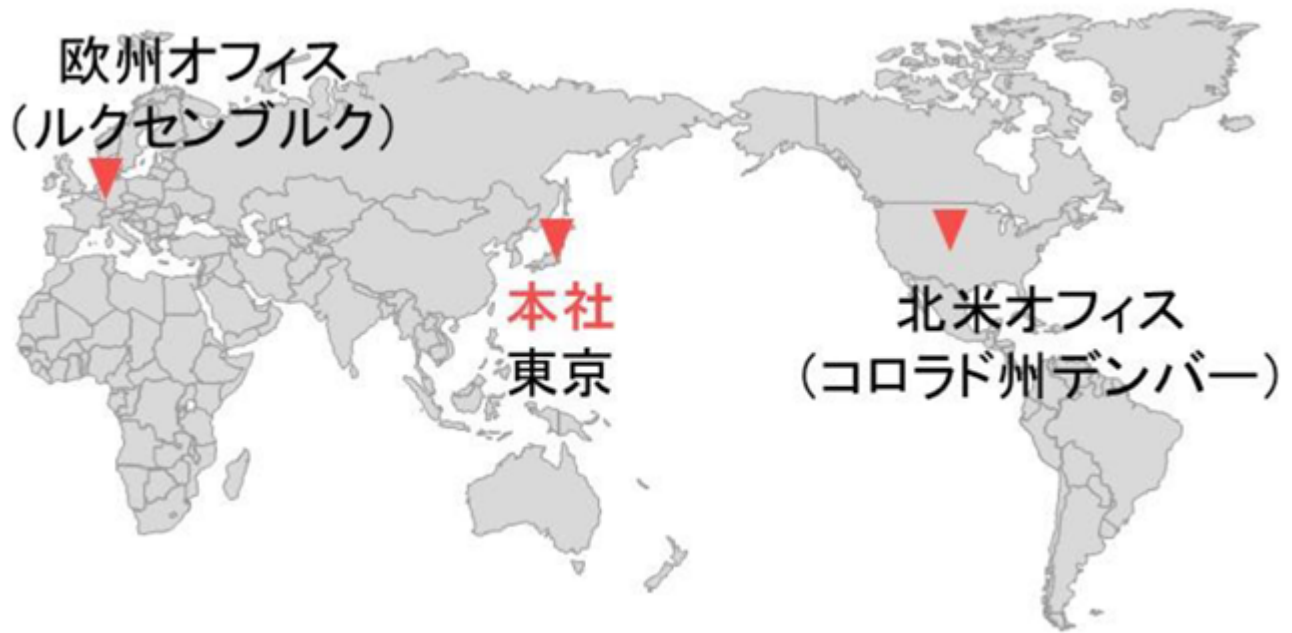 欧州オフィス
（ルクセンブルク）
本社
東京
北米オフィス
（コロラド州デンバー）